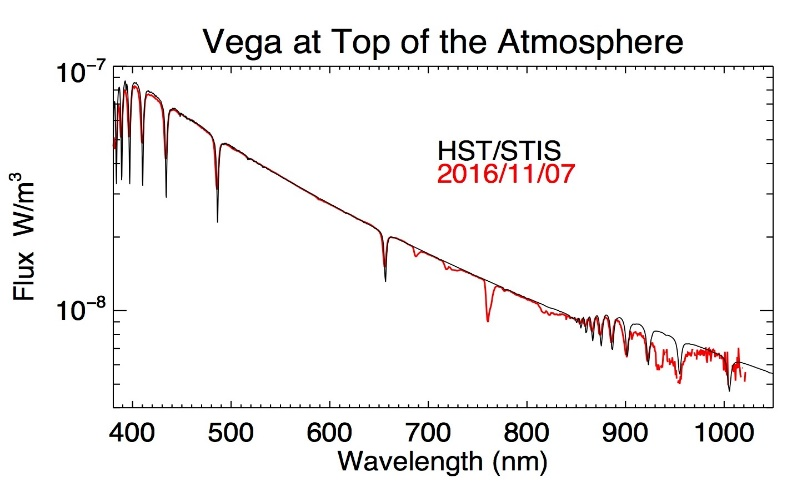 Vega at Top of the Atmosphere
10⁻⁷
HST/STIS
2016/11/07
Flux W/m³
10⁻⁸
400 500 600 700 800 900 1000
Wavelength (nm)